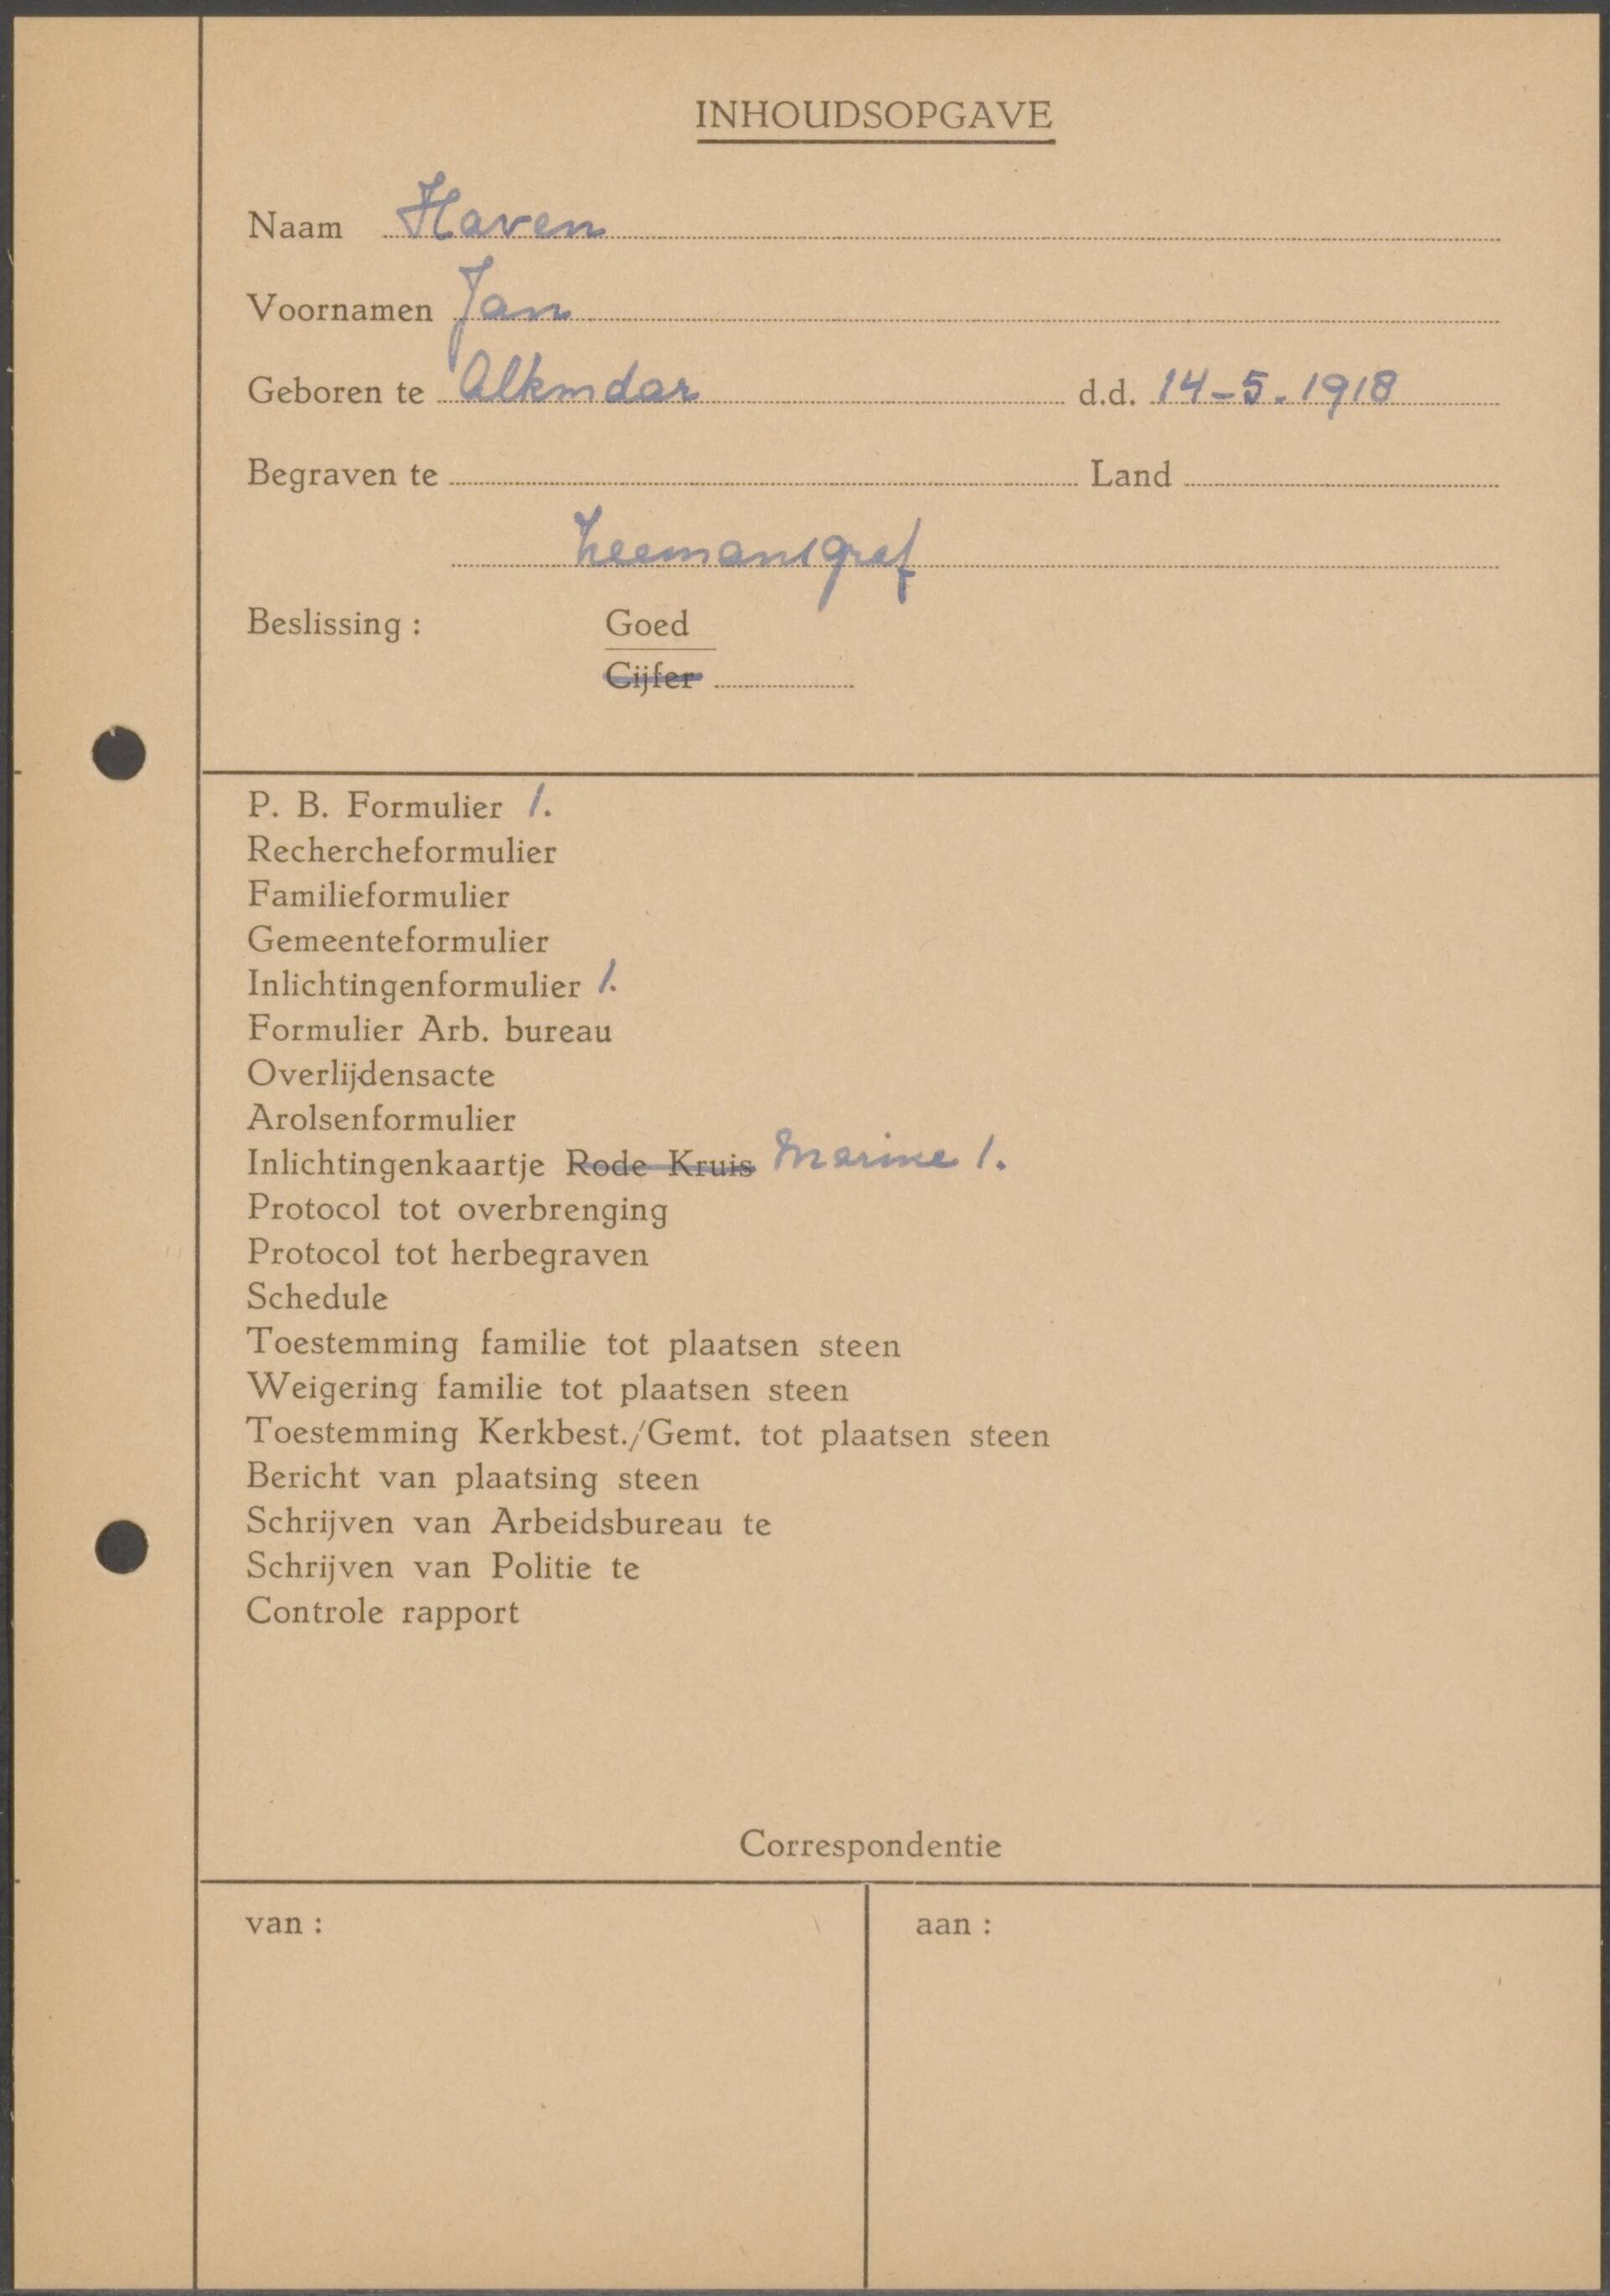 INHOUDSOPGAVE
Naam Haven
Voornamen Jan
Geboren te Alkmdar d.d. 14-5.1918
Begraven te Land
Zeemansgraf
Beslissing : Goed
Cijfer
P. B. Formulier 1.
Rechercheformulier
Familieformulier
Gemeenteformulier
Inlichtingenformulier 1.
Formulier Arb. bureau
Overlijdensacte
Arolsenformulier
Inlichtingenkaartje Rode Kruis Marine 1.
Protocol tot overbrenging
Protocol tot herbegraven
Schedule
Toestemming familie tot plaatsen steen
Weigering familie tot plaatsen steen
Toestemming Kerkbest./Gemt. tot plaatsen steen
Bericht van plaatsing steen
Schrijven van Arbeidsbureau te
Schrijven van Politie te
Controle rapport
Correspondentie
van : aan :